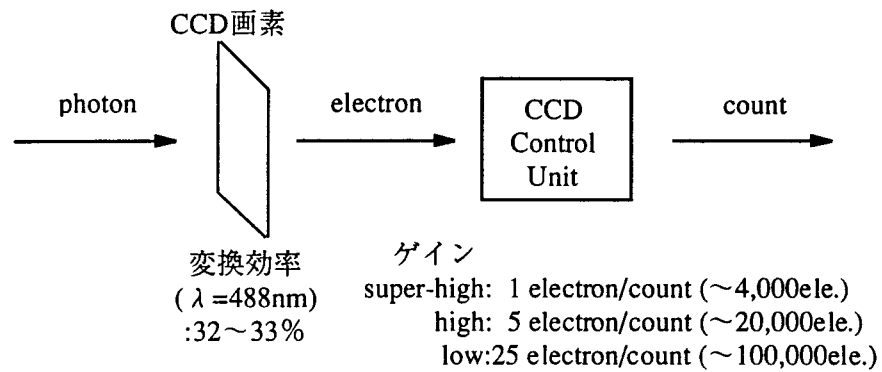 CCD画素
photon
electron
CCD
Control
Unit
count
変換効率
( λ =488nm)
:32～33%
ゲイン
super-high: 1 electron/count (～4,000ele.)
high: 5 electron/count (～20,000ele.)
low:25 electron/count (～100,000ele.)